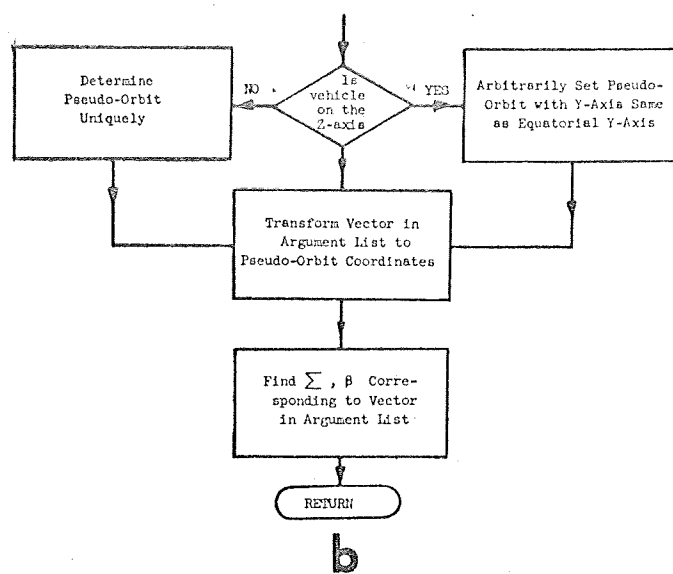 Determine
Pseudo-Orbit
Uniquely
NO
Is
vehicle
on the
Z-axis
YES
Arbitrarily Set Pseudo-
Orbit with Y-Axis Same
as Equatorial Y-Axis
Transform Vector in
Argument List to
Pseudo-Orbit Coordinates
Find ∑ , β Corre-
sponding to Vector
in Argument List
RETURN
b